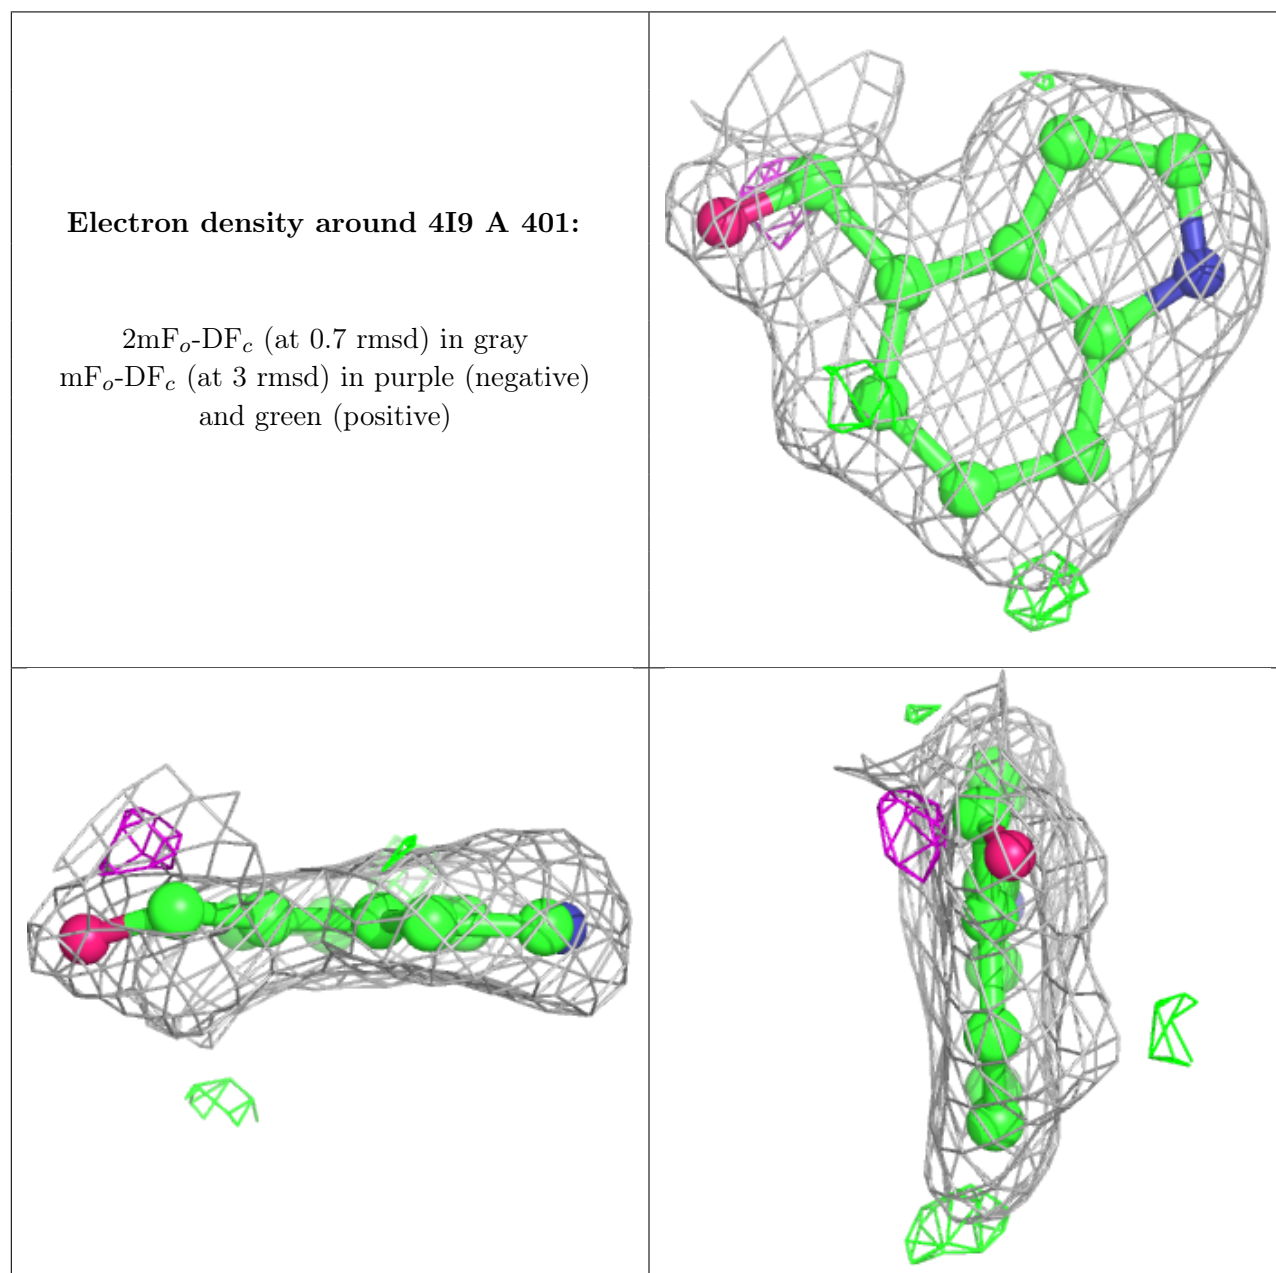 Electron density around 4I9 A 401:
2mFo-DFc (at 0.7 rmsd) in gray
mFo-DFc (at 3 rmsd) in purple (negative)
and green (positive)